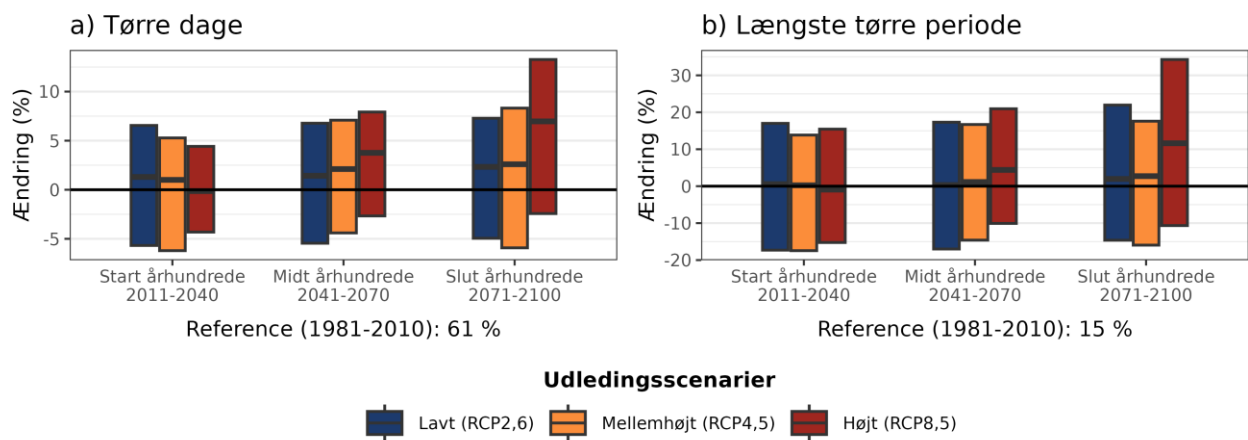 a) Tørre dage
Ændring (%)
10
5
0
-5
Start århundrede
2011-2040
Midt århundrede
2041-2070
Slut århundrede
2071-2100
Reference (1981-2010): 61 %
b) Længste tørre periode
Ændring (%)
30
20
10
0
-10
-20
Start århundrede
2011-2040
Midt århundrede
2041-2070
Slut århundrede
2071-2100
Reference (1981-2010): 15 %
Udledingsscenarier
Lavt (RCP2,6)
Mellemhøjt (RCP4,5)
Højt (RCP8,5)